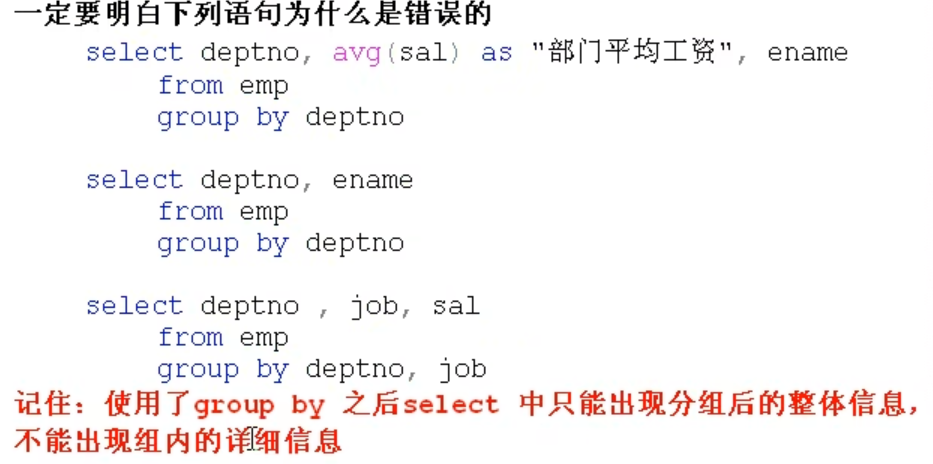 一定要明白下列语句为什么是错误的
select deptno, avg(sal) as "部门平均工资", ename
from emp
group by deptno
select deptno, ename
from emp
group by deptno
select deptno , job, sal
from emp
group by deptno, job
记住：使用了group by 之后select 中只能出现分组后的整体信息，
不能出现组内的详细信息